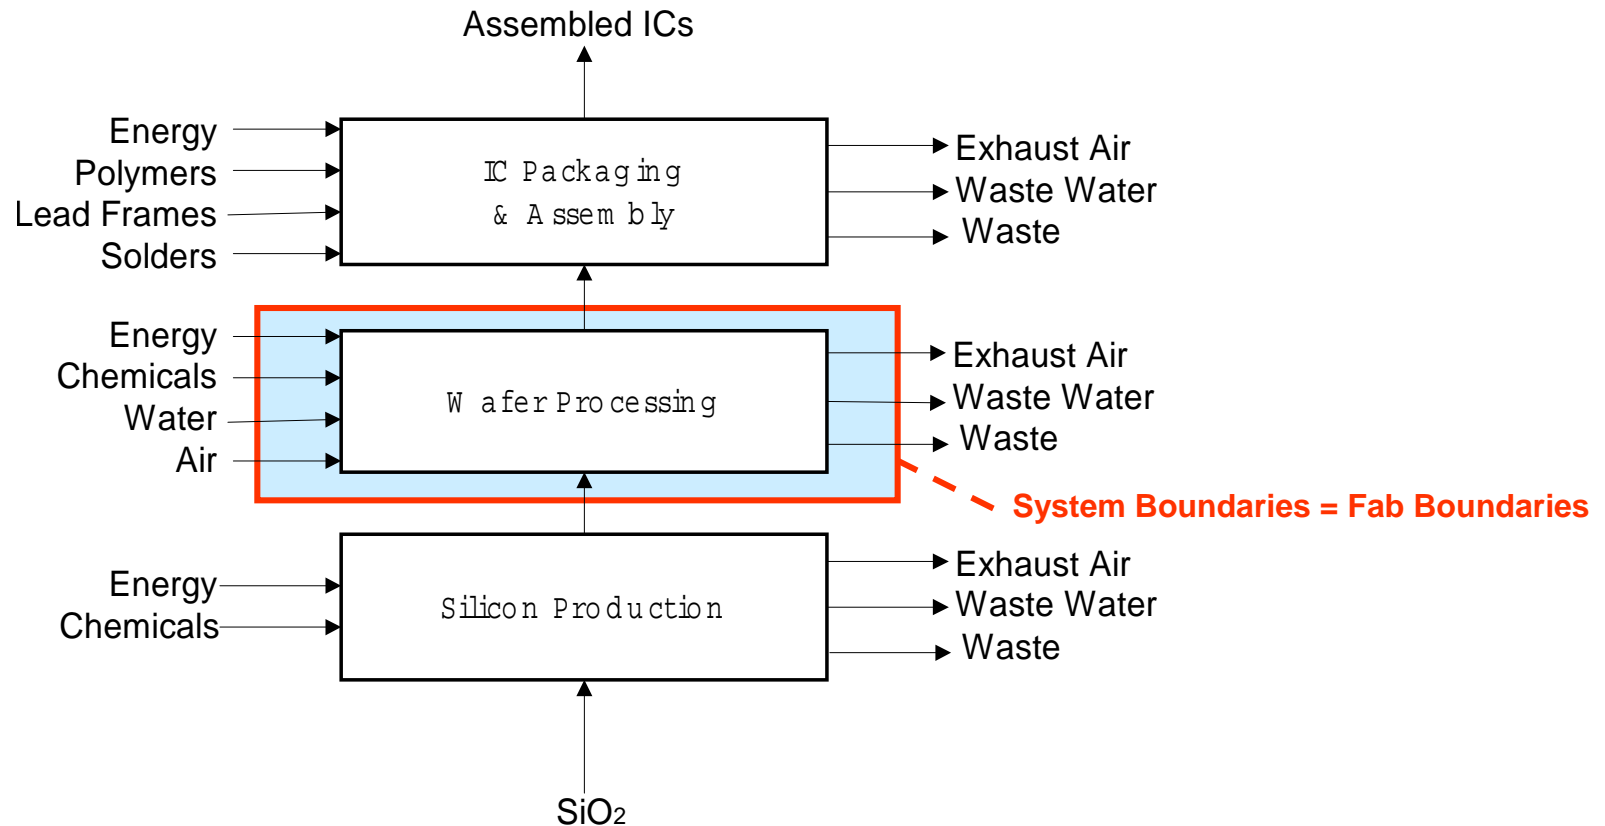 Assembled ICs
Energy
Polymers
Lead Frames
Solders
IC Packaging
& Assembly
Exhaust Air
Waste Water
Waste
Energy
Chemicals
Water
Air
Wafer Processing
Exhaust Air
Waste Water
Waste
System Boundaries = Fab Boundaries
Energy
Chemicals
Silicon Production
Exhaust Air
Waste Water
Waste
SiO2